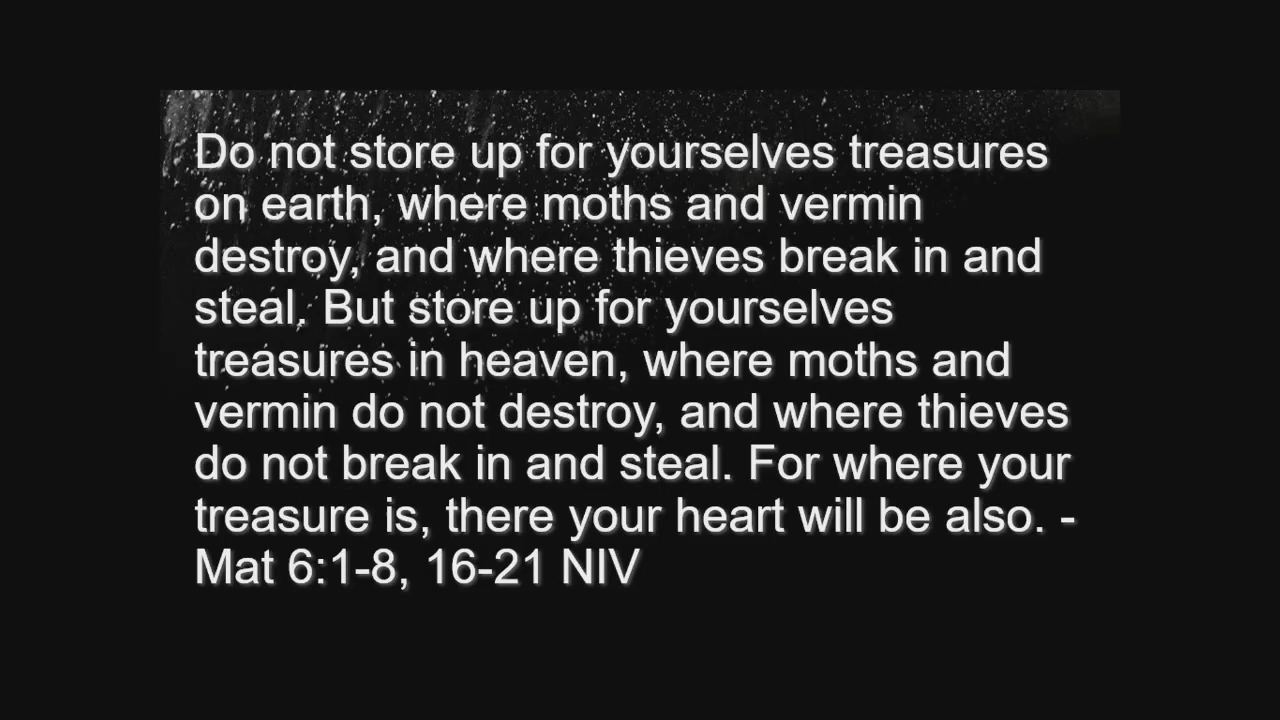 Do not store up for yourselves treasures
on earth, where moths and vermin
destroy, and where thieves break in and
steal. But store up for yourselves
treasures in heaven, where moths and
vermin do not destroy, and where thieves
do not break in and steal. For where your
treasure is, there your heart will be also. -
Mat 6:1-8, 16-21 NIV